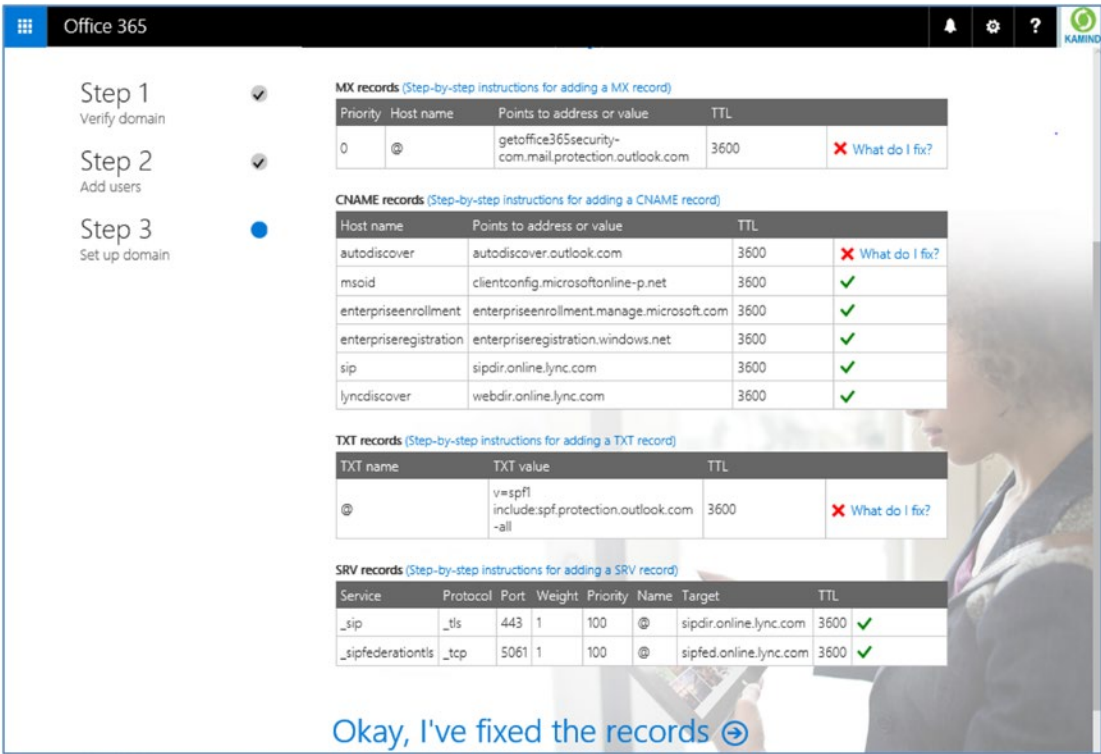 Office 365
?
KAMIND
Step 1
Verify domain
Step 2
Add users
Step 3
Set up domain
MX records (Step-by-step instructions for adding a MX record)
Priority Host name Points to address or value TTL
0 @ getoffice365security-
com.mail.protection.outlook.com 3600 What do I fix?
CNAME records (Step-by-step instructions for adding a CNAME record)
Host name Points to address or value TTL
autodiscover autodiscover.outlook.com 3600 What do I fix?
msoid clientconfig.microsoftonline-p.net 3600
enterpriseenrollment enterpriseenrollment.manage.microsoft.com 3600
enterpriseregistration enterpriseregistration.windows.net 3600
sip sipdir.online.lync.com 3600
lyncdiscover webdir.online.lync.com 3600
TXT records (Step-by-step instructions for adding a TXT record)
TXT name TXT value TTL
v=spf1
@ include:spf.protection.outlook.com 3600 What do I fix?
-all
SRV records (Step-by-step instructions for adding a SRV record)
Service Protocol Port Weight Priority Name Target TTL
_sip _tls 443 1 100 @ sipdir.online.lync.com 3600
_sipfederationtls _tcp 5061 1 100 @ sipfed.online.lync.com 3600
Okay, I've fixed the records